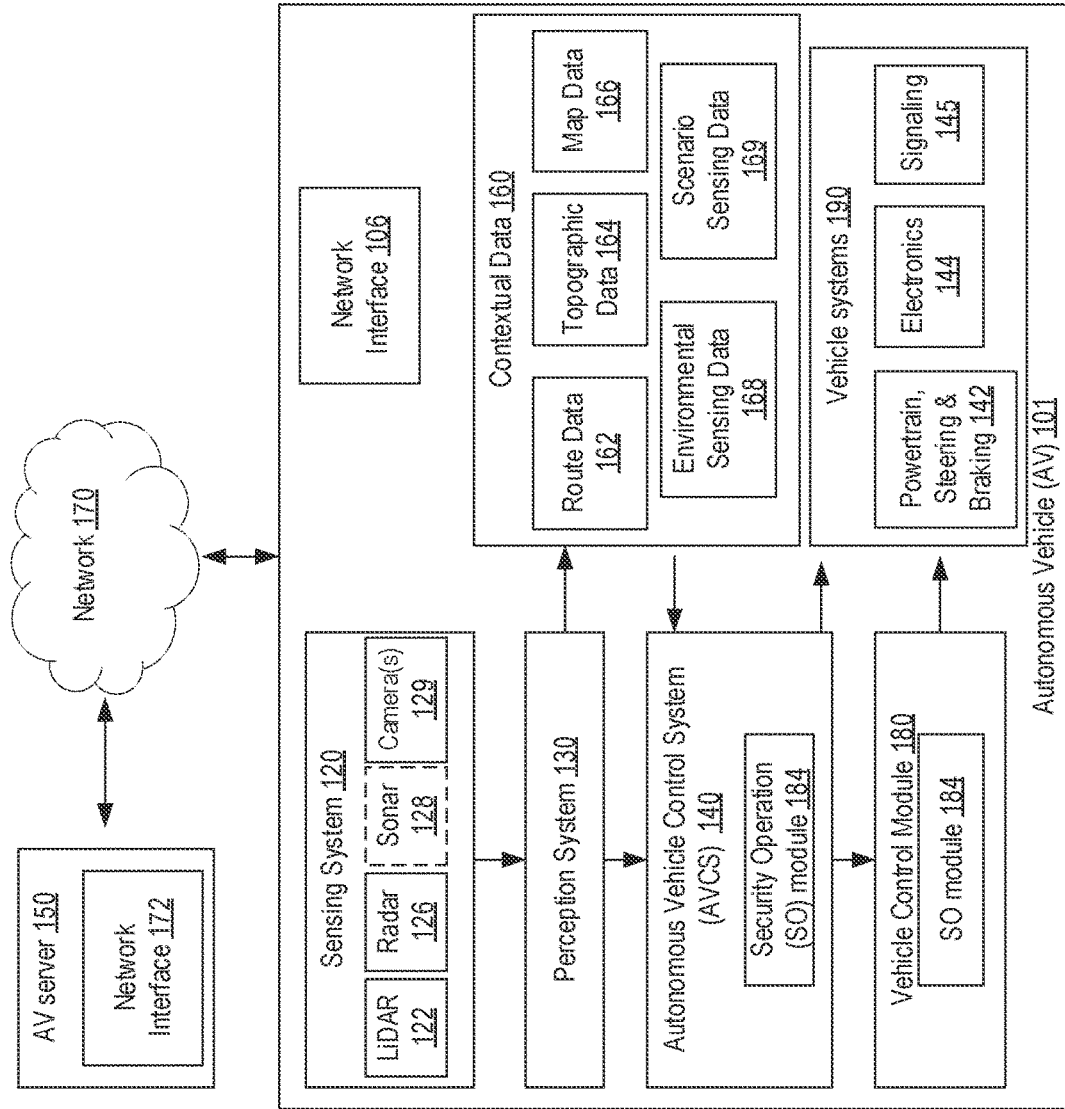 AV server 150
Network
Interface 172
Network 170
Sensing System 120
LiDAR
122
Radar
126
Sonar
128
Camera(s)
129
Network
Interface 106
Perception System 130
Contextual Data 160
Route Data
162
Topographic
Data 164
Map Data
166
Environmental
Sensing Data
168
Scenario
Sensing Data
169
Autonomous Vehicle Control System
(AVCS) 140
Security Operation
(SO) module 184
Vehicle Control Module 180
SO module 184
Vehicle systems 190
Powertrain,
Steering &
Braking 142
Electronics
144
Signaling
145
Autonomous Vehicle (AV) 101